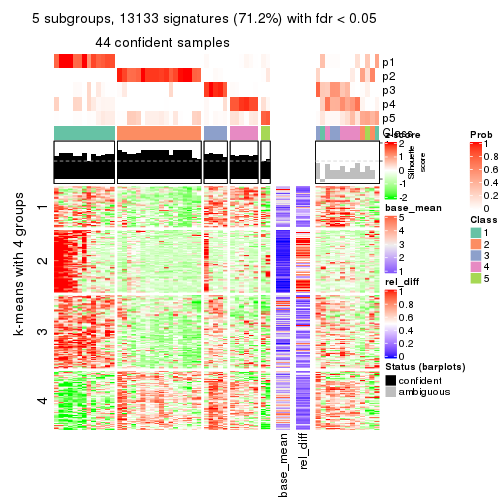 5 subgroups, 13133 signatures (71.2%) with fdr < 0.05
44 confident samples
p1
p2
p3
p4
p5
Class
z-score
2
1
0
-1
-2
Silhouette
score
k-means with 4 groups
1
2
3
4
base_mean
rel_diff
base_mean
5
4
3
2
1
rel_diff
1
0.8
0.6
0.4
0.2
0
Status (barplots)
confident
ambiguous
Prob
1
0.8
0.6
0.4
0.2
0
Class
1
2
3
4
5